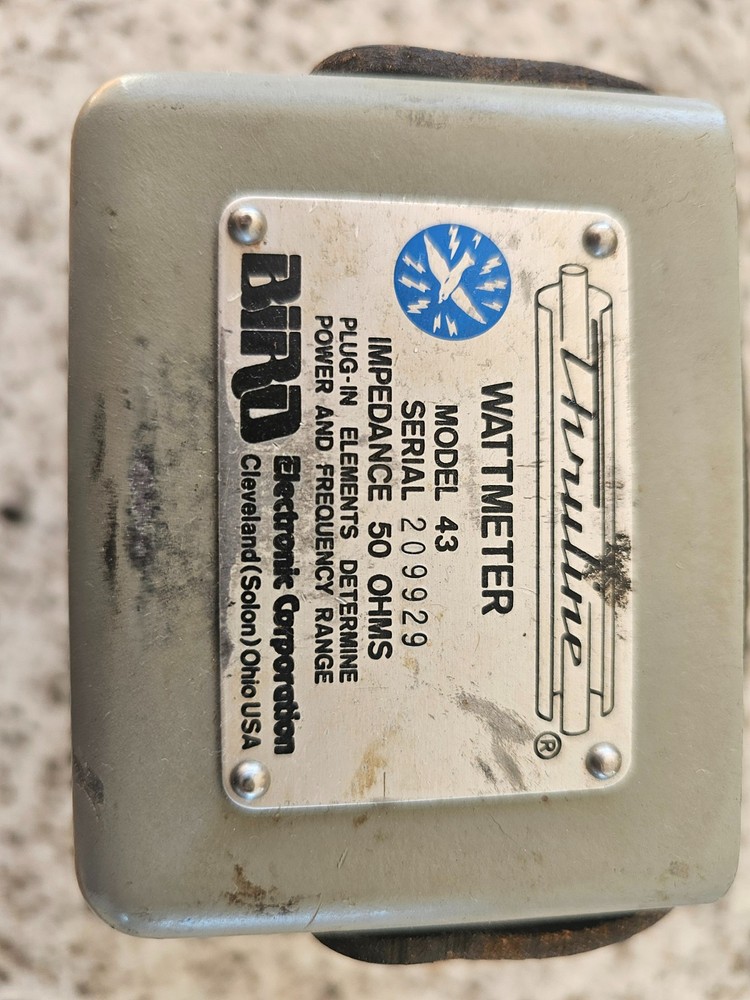 Thruline®
WATTMETER
MODEL 43
SERIAL 209929
IMPEDANCE 50 OHMS
PLUG-IN ELEMENTS DETERMINE
POWER AND FREQUENCY RANGE
BIRD Electronic Corporation
Cleveland (Solon) Ohio USA